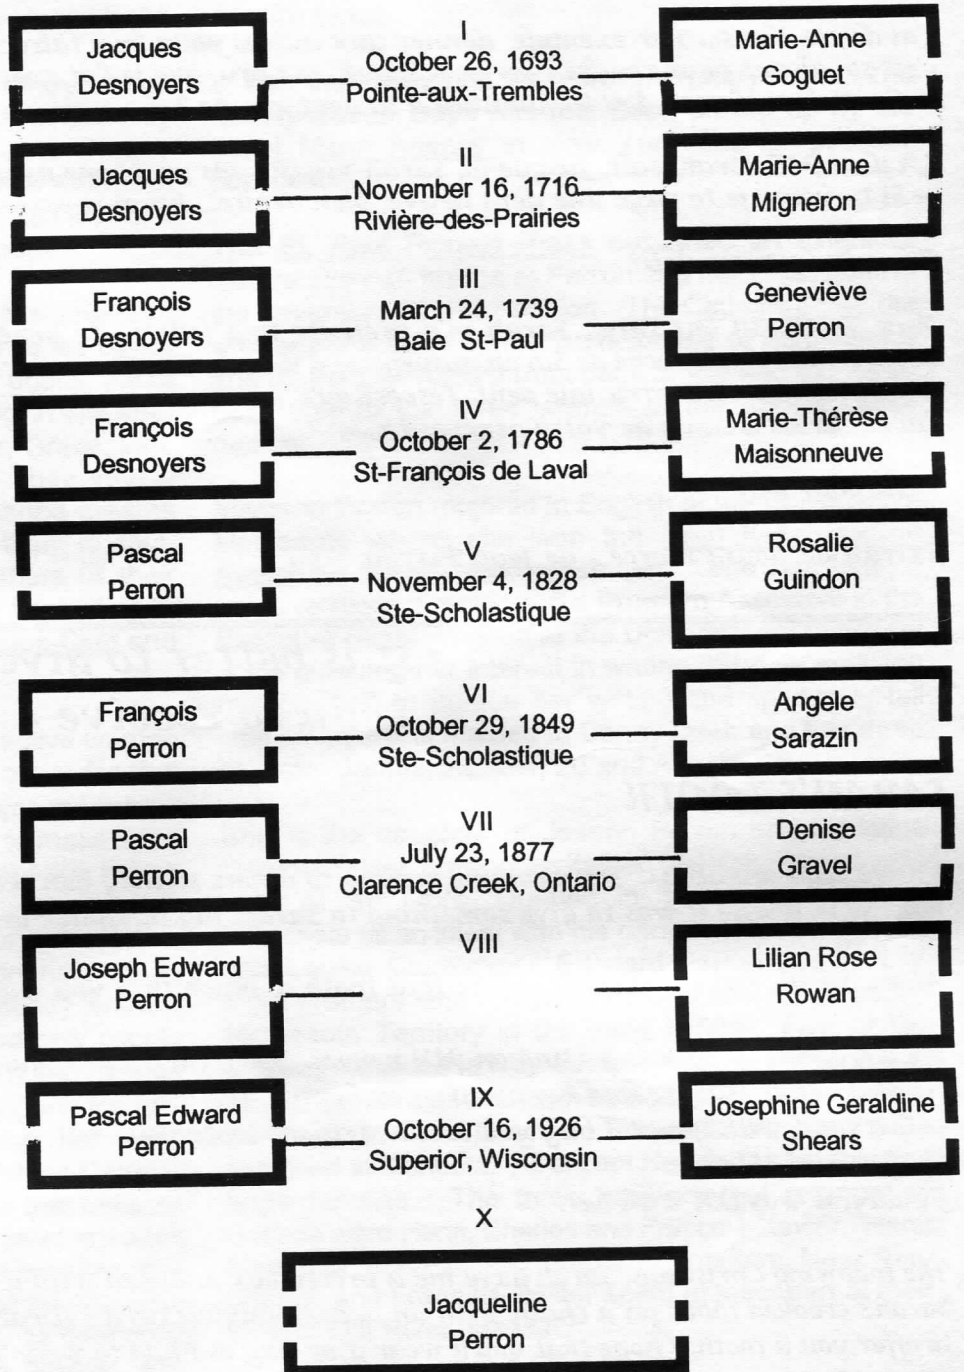 I
Jacques
Desnoyers
October 26, 1693
Pointe-aux-Trembles
Marie-Anne
Goguet
II
Jacques
Desnoyers
November 16, 1716
Rivière-des-Prairies
Marie-Anne
Migneron
III
François
Desnoyers
March 24, 1739
Baie St-Paul
Geneviève
Perron
IV
François
Desnoyers
October 2, 1786
St-François de Laval
Marie-Thérèse
Maisonneuve
V
Pascal
Perron
November 4, 1828
Ste-Scholastique
Rosalie
Guindon
VI
François
Perron
October 29, 1849
Ste-Scholastique
Angele
Sarazin
VII
Pascal
Perron
July 23, 1877
Clarence Creek, Ontario
Denise
Gravel
VIII
Joseph Edward
Perron
Lilian Rose
Rowan
IX
Pascal Edward
Perron
October 16, 1926
Superior, Wisconsin
Josephine Geraldine
Shears
X
Jacqueline
Perron